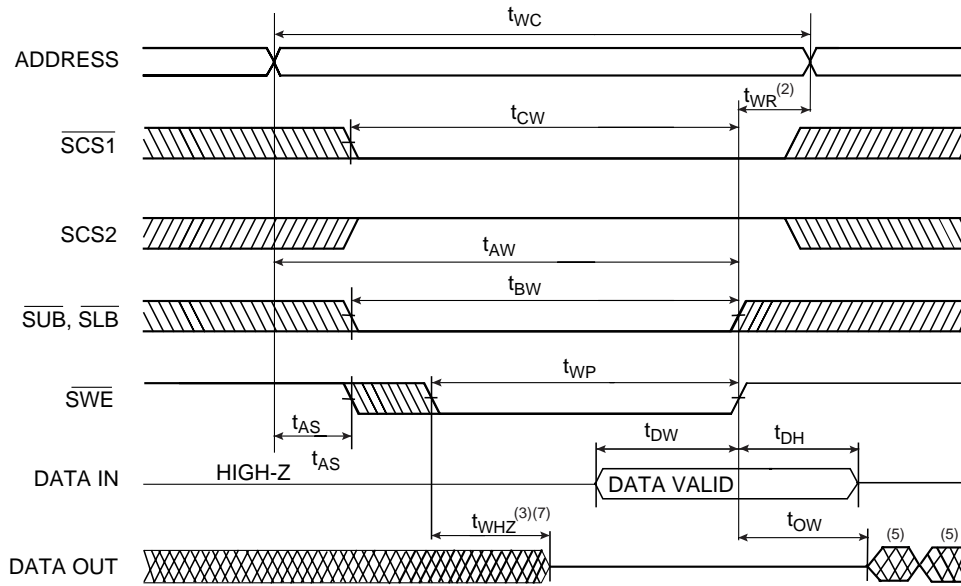 tWC
ADDRESS
tWR(2)
tCW
SCS1
SCS2
tAW
tBW
SUB, SLB
tWP
SWE
tAS
tAS
tDW
tDH
HIGH-Z
DATA IN
DATA VALID
tWHZ(3)(7)
tOW
(5)
(5)
DATA OUT